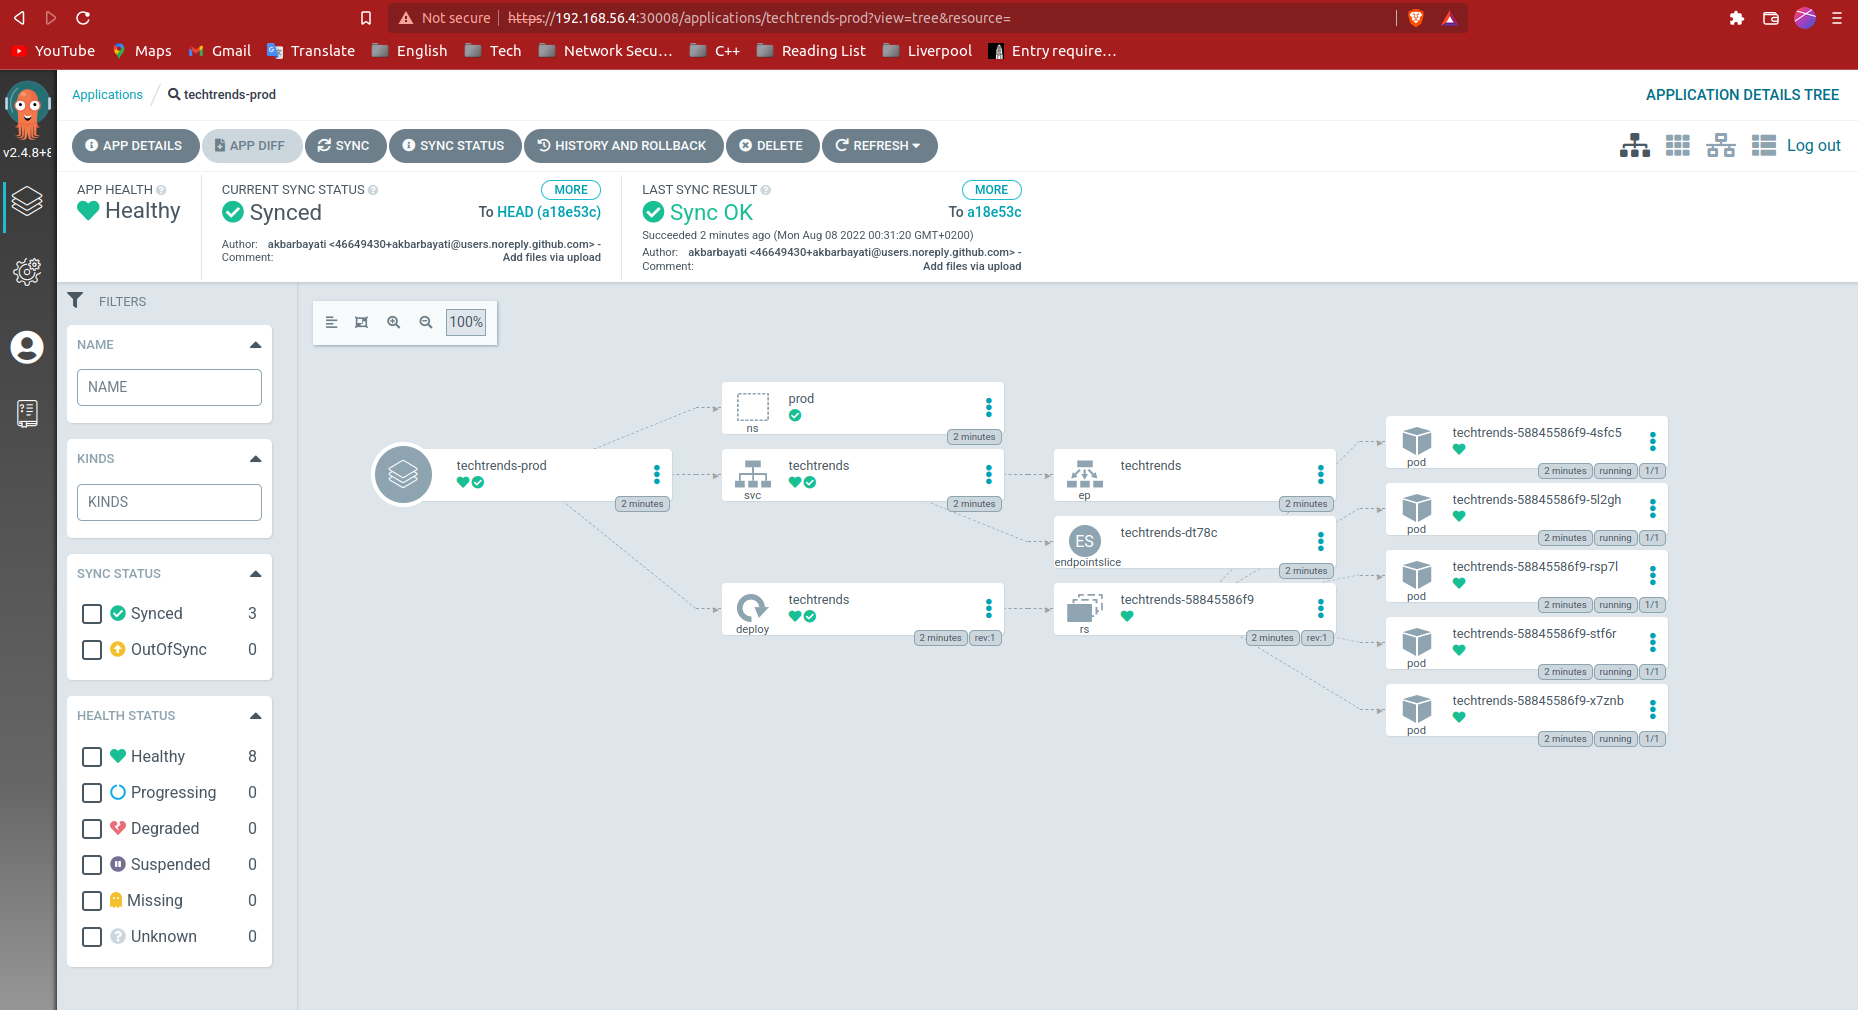 Not secure https://192.168.56.4:30008/applications/techtrends-prod?view=tree&resource=
YouTube Maps Gmail Translate English Tech Network Secu... C++ Reading List Liverpool Entry require...
v2.4.8+8
Applications / techtrends-prod
APPLICATION DETAILS TREE
APP DETAILS APP DIFF SYNC SYNC STATUS HISTORY AND ROLLBACK DELETE REFRESH
Log out
APP HEALTH
Healthy
CURRENT SYNC STATUS MORE
Synced To HEAD (a18e53c)
Author: akbarbayati <46649430+akbarbayati@users.noreply.github.com> -
Comment: Add files via upload
LAST SYNC RESULT MORE
Sync OK To a18e53c
Succeeded 2 minutes ago (Mon Aug 08 2022 00:31:20 GMT+0200)
Author: akbarbayati <46649430+akbarbayati@users.noreply.github.com> -
Comment: Add files via upload
FILTERS
NAME
NAME
KINDS
KINDS
SYNC STATUS
Synced 3
OutOfSync 0
HEALTH STATUS
Healthy 8
Progressing 0
Degraded 0
Suspended 0
Missing 0
Unknown 0
100%
techtrends-prod
2 minutes
prod
ns
2 minutes
techtrends
svc
2 minutes
techtrends
deploy
2 minutes rev:1
techtrends
ep
2 minutes
ES
techtrends-dt78c
endpointslice
2 minutes
techtrends-58845586f9
rs
2 minutes rev:1
techtrends-58845586f9-4sfc5
pod
2 minutes running 1/1
techtrends-58845586f9-5l2gh
pod
2 minutes running 1/1
techtrends-58845586f9-rsp7l
pod
2 minutes running 1/1
techtrends-58845586f9-stf6r
pod
2 minutes running 1/1
techtrends-58845586f9-x7znb
pod
2 minutes running 1/1